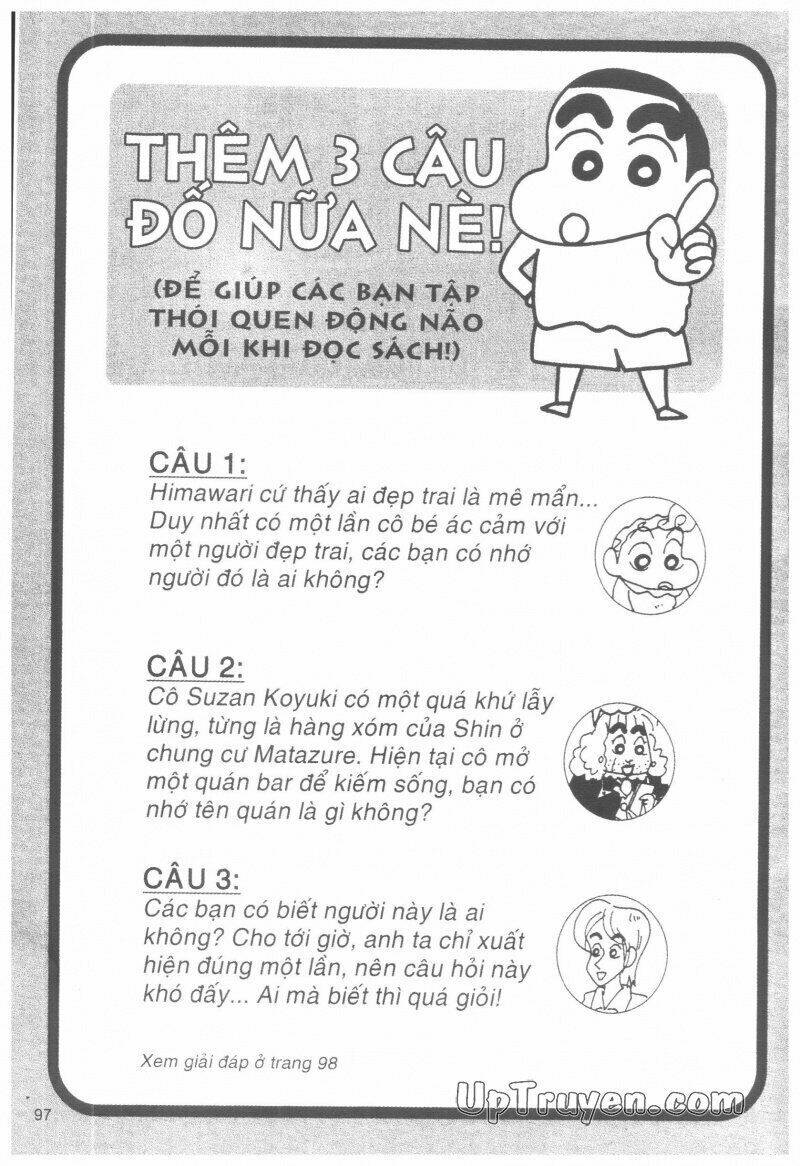 THÊM 3 CÂU
ĐỐ NỮA NÈ!
(ĐỂ GIÚP CÁC BẠN TẬP
THÓI QUEN ĐỘNG NÃO
MỖI KHI ĐỌC SÁCH!)
CÂU 1:
Himawari cứ thấy ai đẹp trai là mê mẩn...
Duy nhất có một lần cô bé ác cảm với
một người đẹp trai, các bạn có nhớ
người đó là ai không?
CÂU 2:
Cô Suzan Koyuki có một quá khứ lẫy
lừng, từng là hàng xóm của Shin ở
chung cư Matazure. Hiện tại cô mở
một quán bar để kiếm sống, bạn có
nhớ tên quán là gì không?
CÂU 3:
Các bạn có biết người này là ai
không? Cho tới giờ, anh ta chỉ xuất
hiện đúng một lần, nên câu hỏi này
khó đấy... Ai mà biết thì quá giỏi!
Xem giải đáp ở trang 98
UpTruyen.com
97